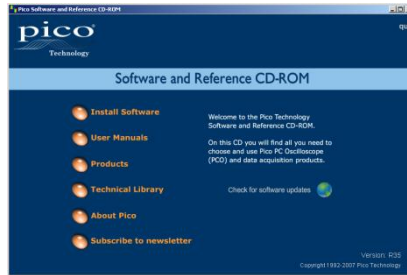 Pico Software and Reference CD-ROM
pico
Technology
qu
Software and Reference CD-ROM
Install Software
User Manuals
Products
Technical Library
About Pico
Subscribe to newsletter
Welcome to the Pico Technology
Software and Reference CD-ROM.
On this CD you will find all you need to
choose and use Pico PC Oscilloscope
(PCO) and data acquisition products.
Check for software updates
Version: R36
Copyright 1993-2007 Pico Technology